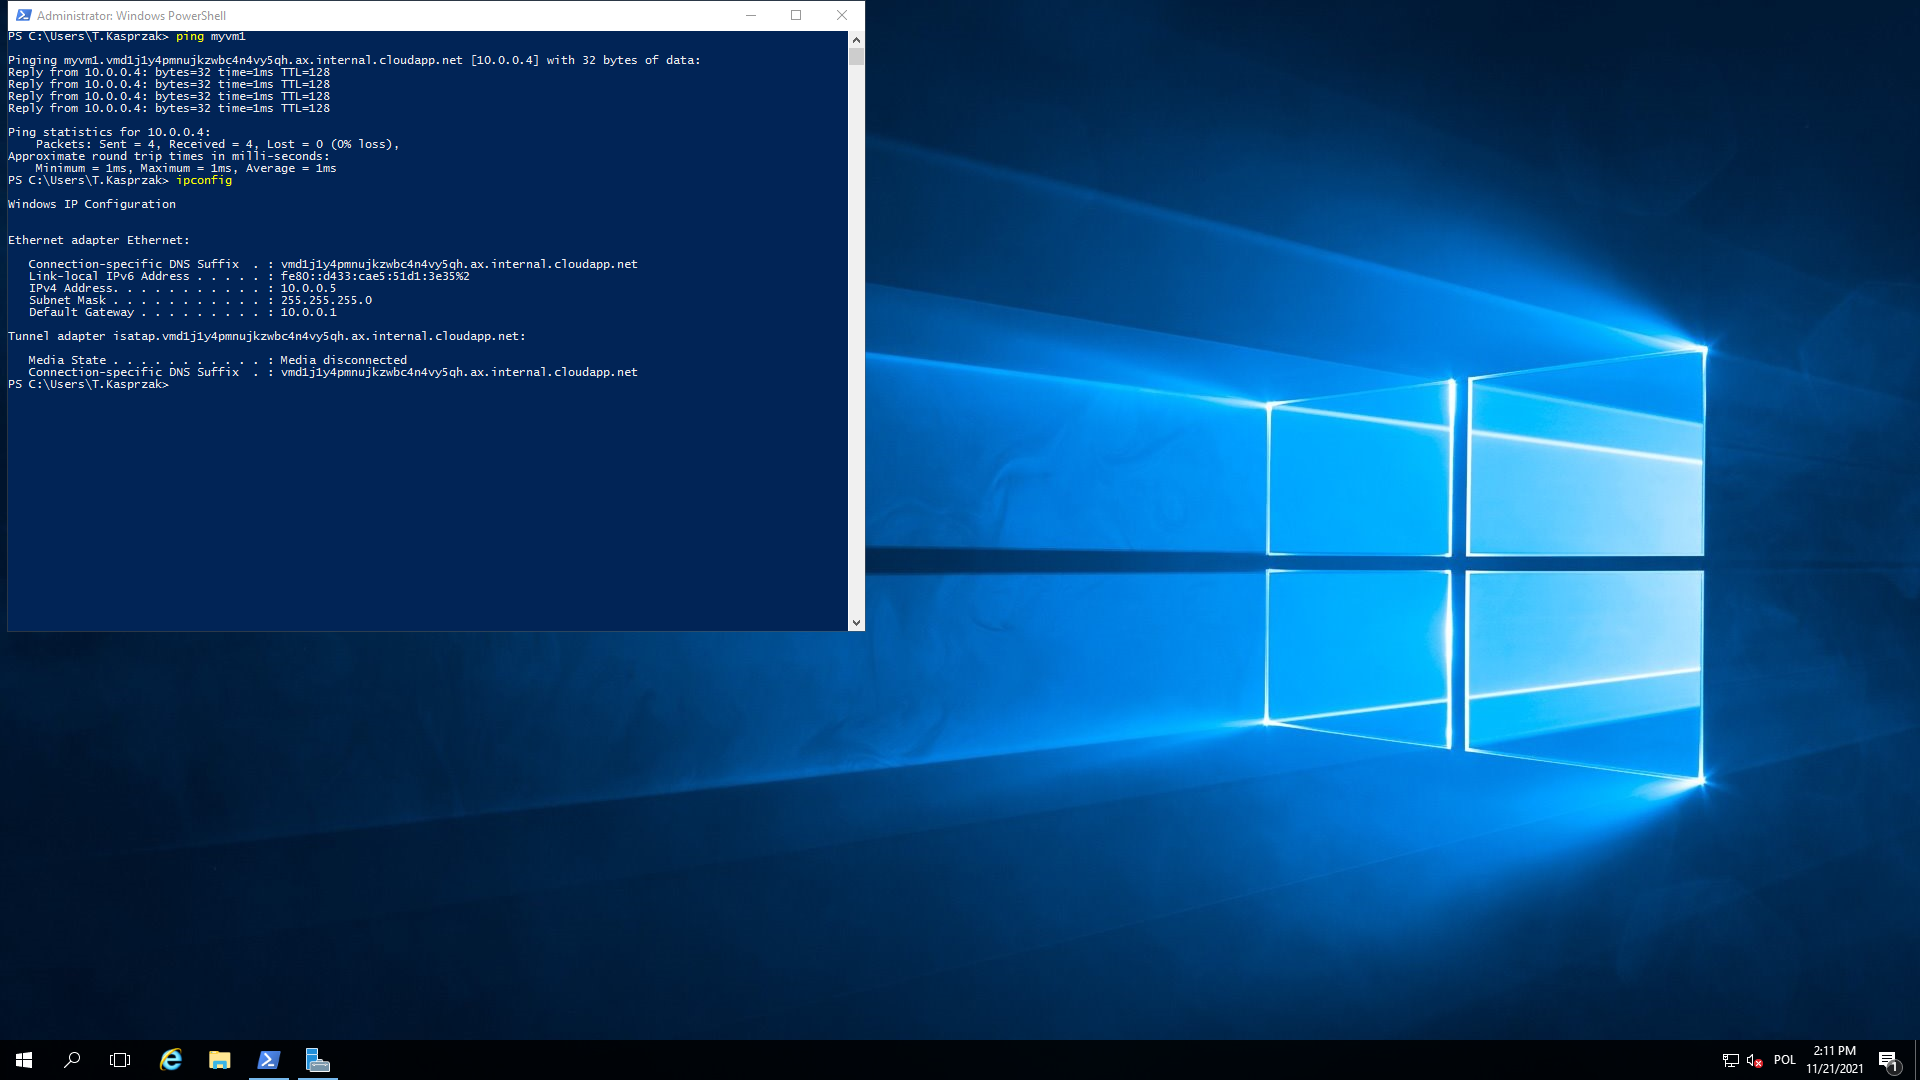 Administrator: Windows PowerShell
PS C:\Users\T.Kasprzak> ping myvm1
Pinging myvm1.vmd1j1y4pmnujkzwbc4n4vy5qh.ax.internal.cloudapp.net [10.0.0.4] with 32 bytes of data:
Reply from 10.0.0.4: bytes=32 time=1ms TTL=128
Reply from 10.0.0.4: bytes=32 time=1ms TTL=128
Reply from 10.0.0.4: bytes=32 time=1ms TTL=128
Reply from 10.0.0.4: bytes=32 time=1ms TTL=128
Ping statistics for 10.0.0.4:
Packets: Sent = 4, Received = 4, Lost = 0 (0% loss),
Approximate round trip times in milli-seconds:
Minimum = 1ms, Maximum = 1ms, Average = 1ms
PS C:\Users\T.Kasprzak> ipconfig
Windows IP Configuration
Ethernet adapter Ethernet:
Connection-specific DNS Suffix  . : vmd1j1y4pmnujkzwbc4n4vy5qh.ax.internal.cloudapp.net
Link-local IPv6 Address . . . . . : fe80::d433:cae5:51d1:3e35%2
IPv4 Address. . . . . . . . . . . : 10.0.0.5
Subnet Mask . . . . . . . . . . . : 255.255.255.0
Default Gateway . . . . . . . . . : 10.0.0.1
Tunnel adapter isatap.vmd1j1y4pmnujkzwbc4n4vy5qh.ax.internal.cloudapp.net:
Media State . . . . . . . . . . . : Media disconnected
Connection-specific DNS Suffix  . : vmd1j1y4pmnujkzwbc4n4vy5qh.ax.internal.cloudapp.net
PS C:\Users\T.Kasprzak>
POL
2:11 PM
11/21/2021
1